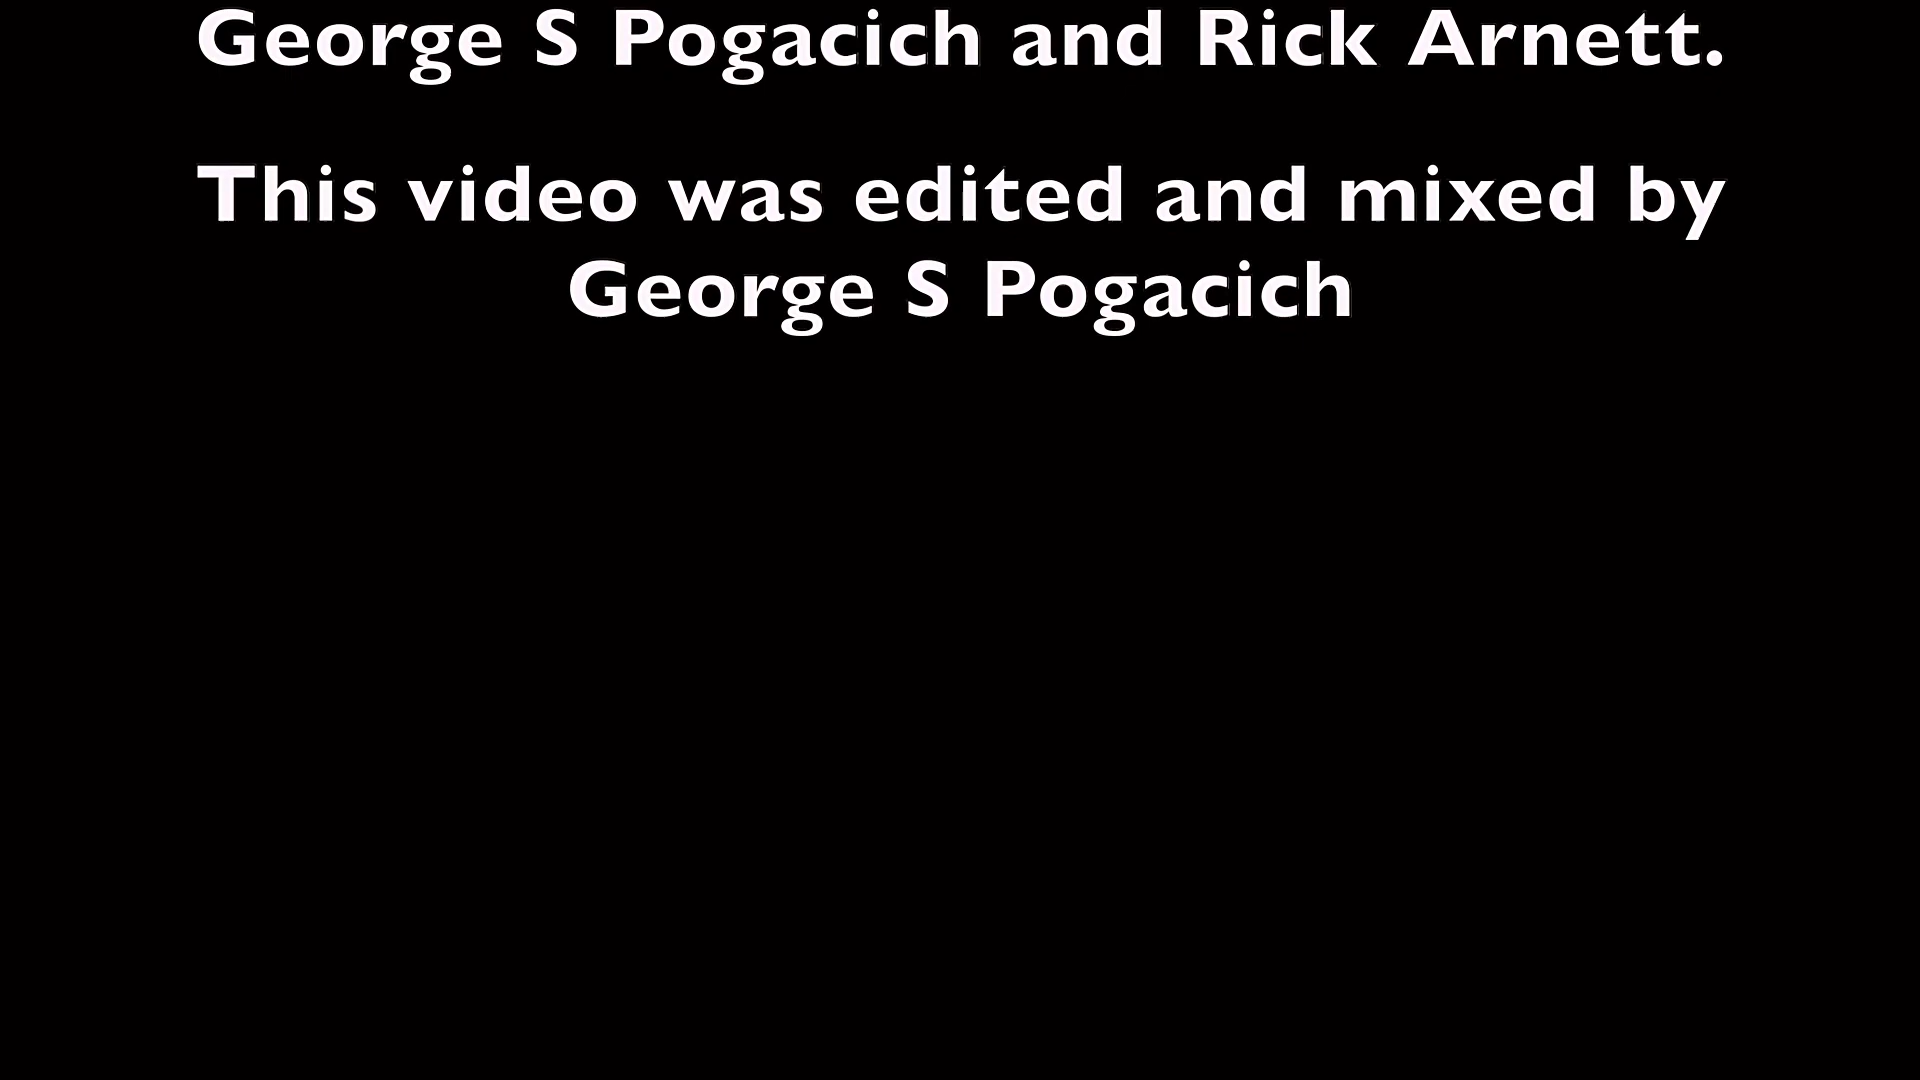 George S Pogacich and Rick Arnett.
This video was edited and mixed by
George S Pogacich